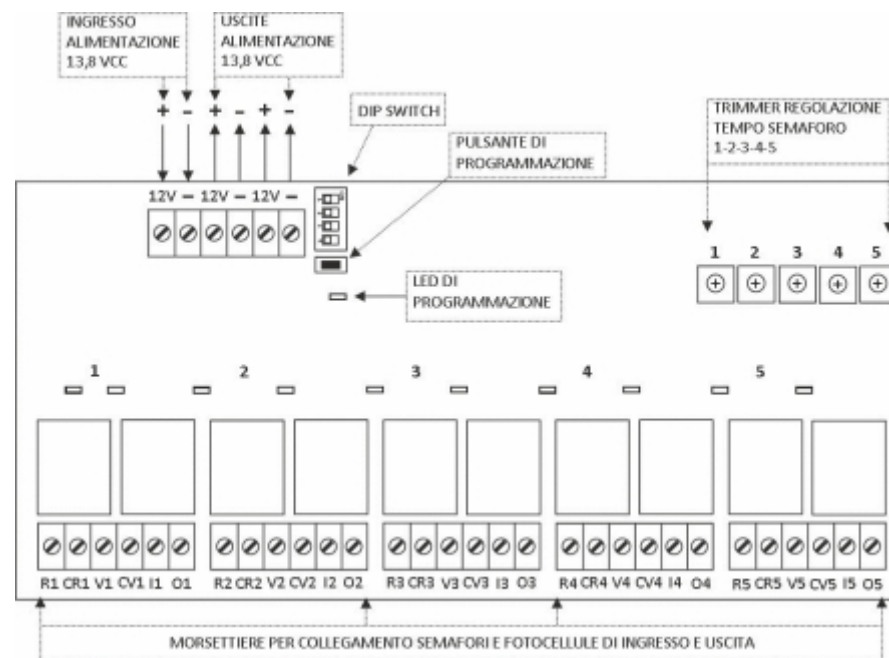 INGRESSO
ALIMENTAZIONE
13,8 VCC
USCITE
ALIMENTAZIONE
13,8 VCC
+ - + - + -
DIP SWITCH
PULSANTE DI
PROGRAMMAZIONE
TRIMMER REGOLAZIONE
TEMPO SEMAFORO
1-2-3-4-5
12V - 12V - 12V -
1 2 3 4 5
LED DI
PROGRAMMAZIONE
1 2 3 4 5
R1 CR1 V1 CV1 I1 O1 R2 CR2 V2 CV2 I2 O2 R3 CR3 V3 CV3 I3 O3 R4 CR4 V4 CV4 I4 O4 R5 CR5 V5 CV5 I5 O5
MORSETTIERE PER COLLEGAMENTO SEMAFORI E FOTOCELLULE DI INGRESSO E USCITA